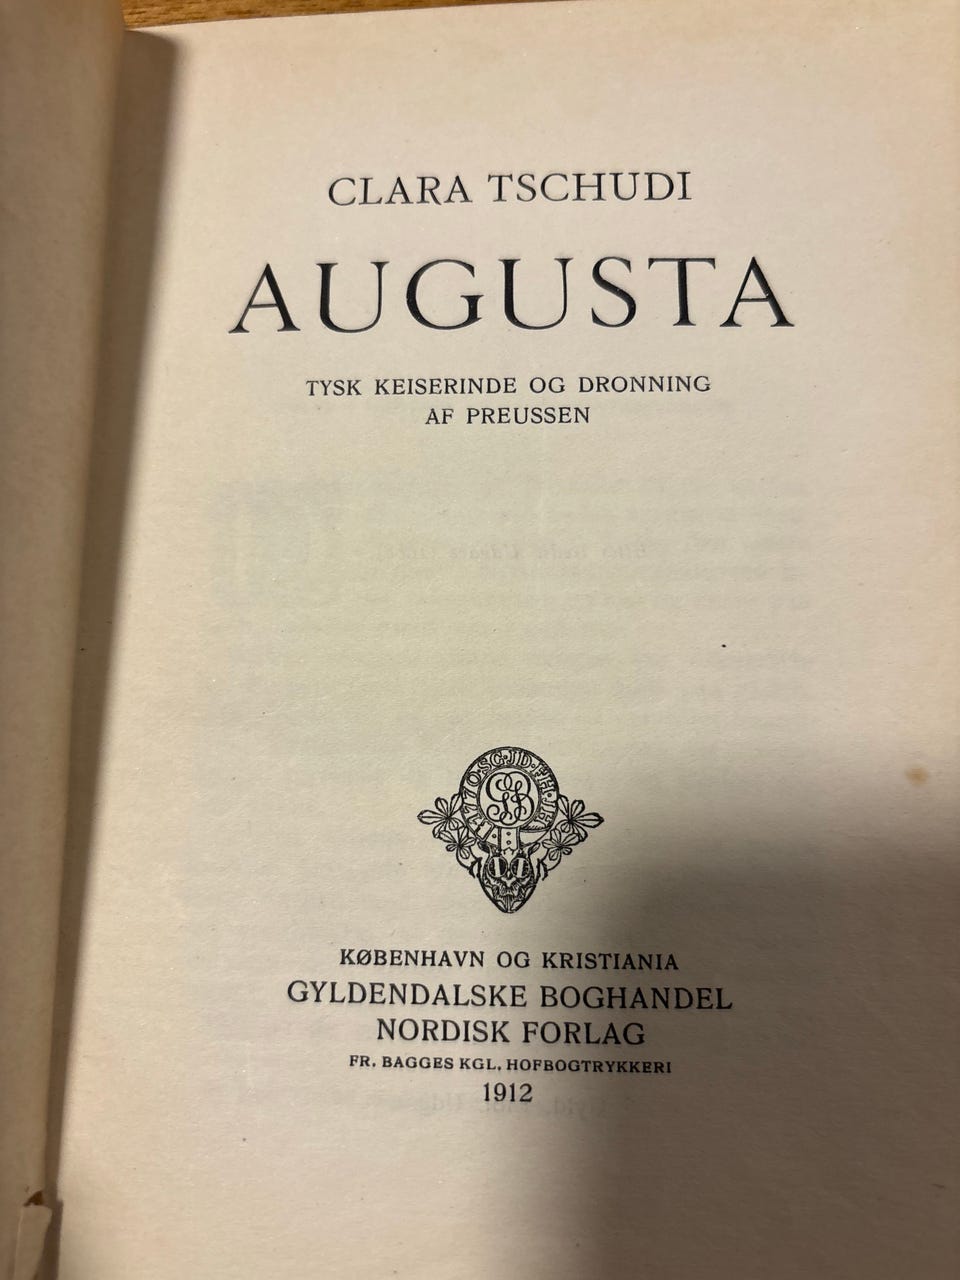 CLARA TSCHUDI
AUGUSTA
TYSK KEISERINDE OG DRONNING
AF PREUSSEN
KØBENHAVN OG KRISTIANIA
GYLDENDALSKE BOGHANDEL
NORDISK FORLAG
FR. BAGGES KGL. HOFBOGTRYKKERI
1912